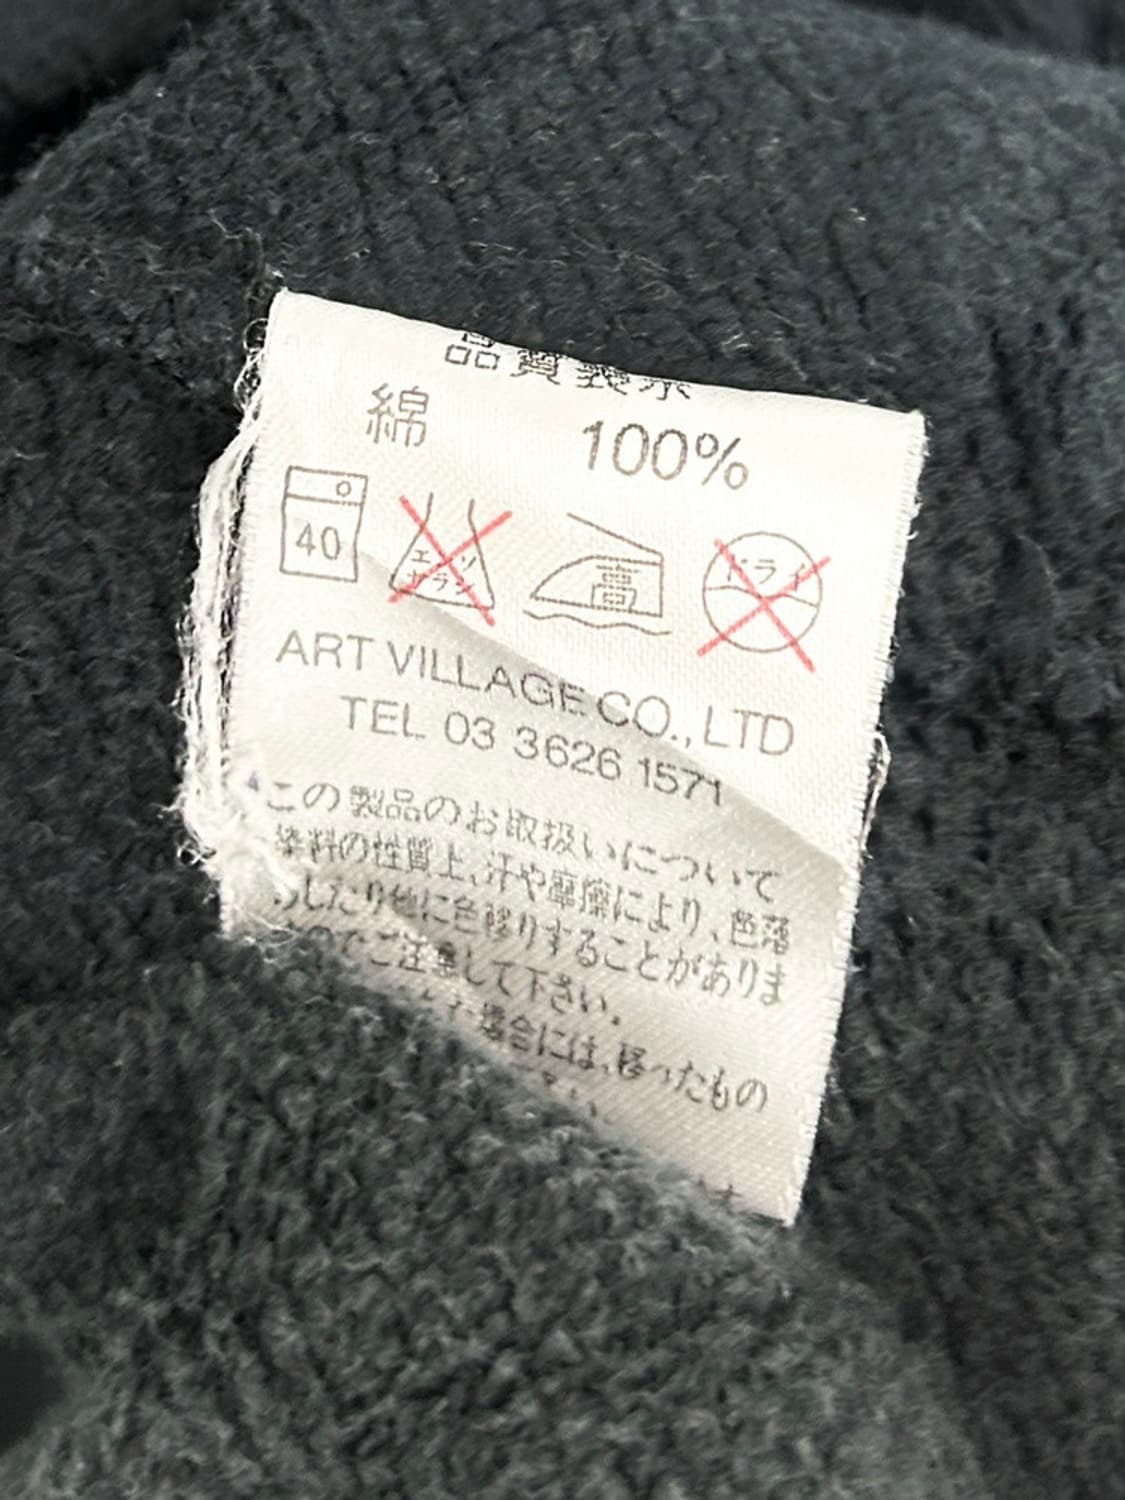 品質表示
綿 100%
40 エンソ サラシ 高 ドライ
ART VILLAGE CO., LTD
TEL 03 3626 1571
この製品のお取扱いについて
染料の性質上、汗や摩擦により、色落
したり他に色移りすることがありま
のでご注意して下さい。
た場合には、移ったもの